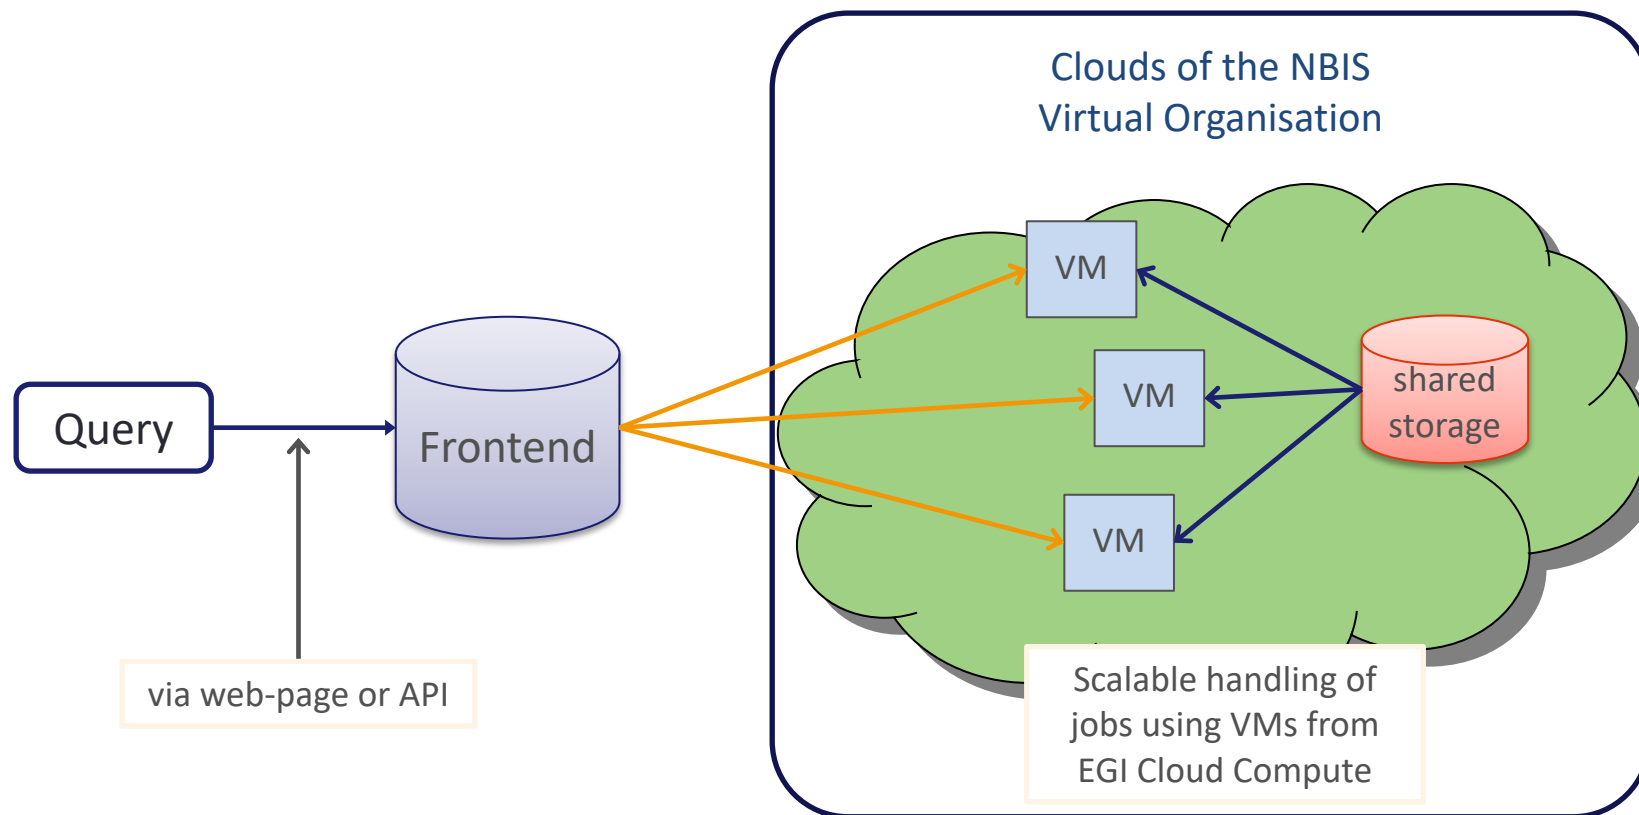 Clouds of the NBIS
Virtual Organisation
VM
VM
VM
shared
storage
Query
Frontend
via web-page or API
Scalable handling of
jobs using VMs from
EGI Cloud Compute